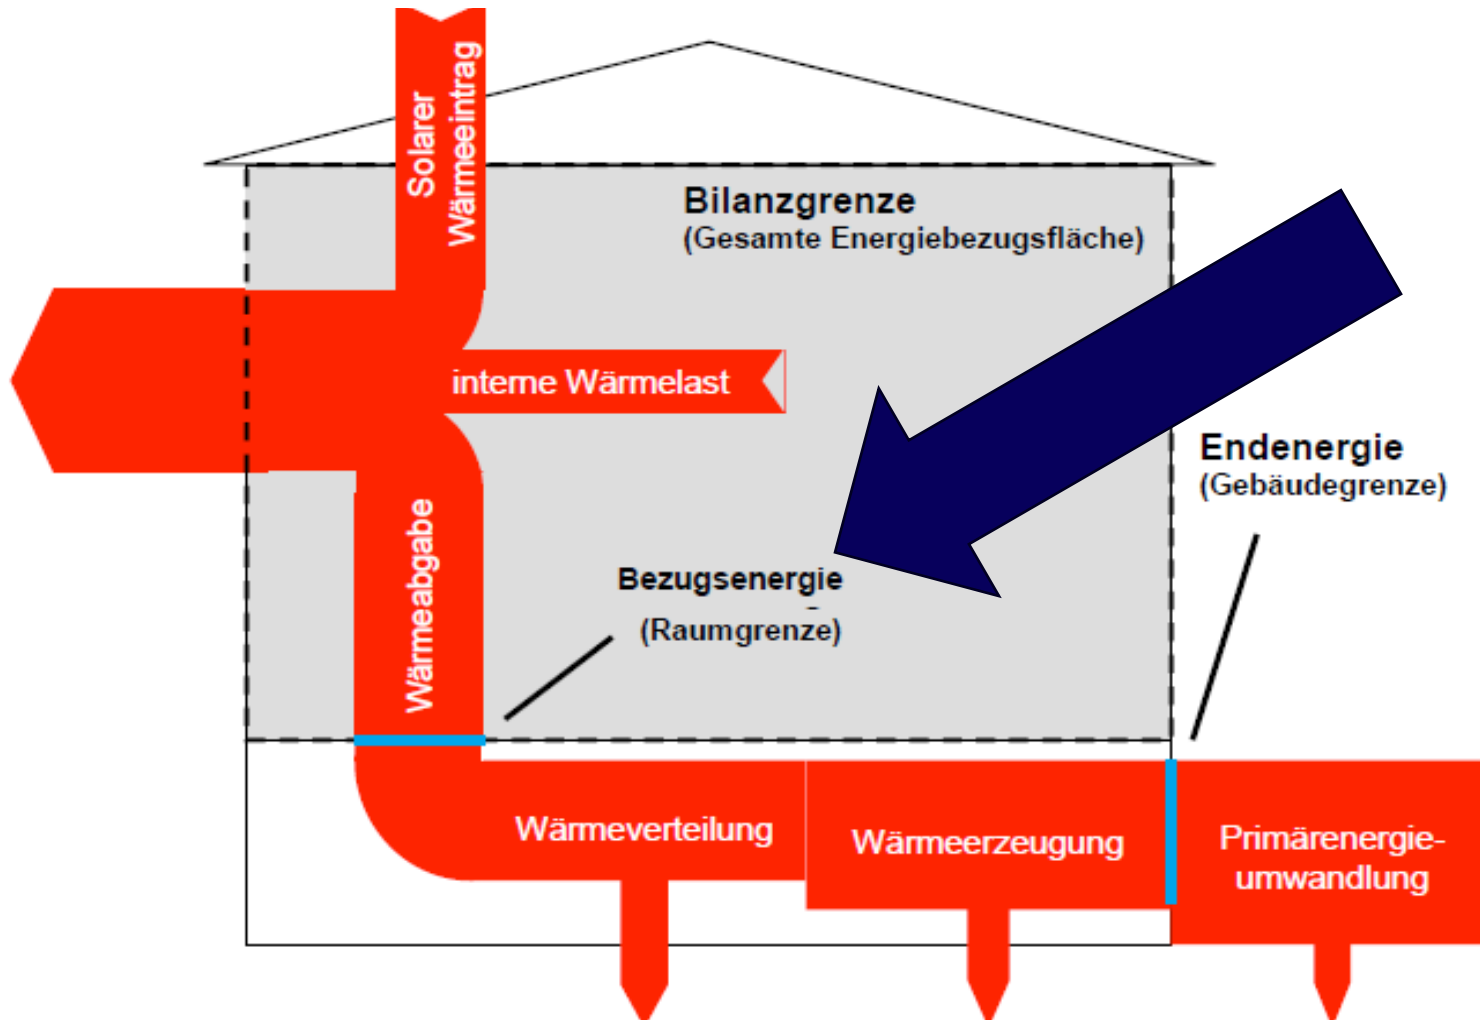 Solarer
Wärmeeintrag
Bilanzgrenze
(Gesamte Energiebezugsfläche)
interne Wärmelast
Endenergie
(Gebäudegrenze)
Wärmeabgabe
Bezugsenergie
(Raumgrenze)
Wärmeverteilung
Wärmeerzeugung
Primärenergie-
umwandlung